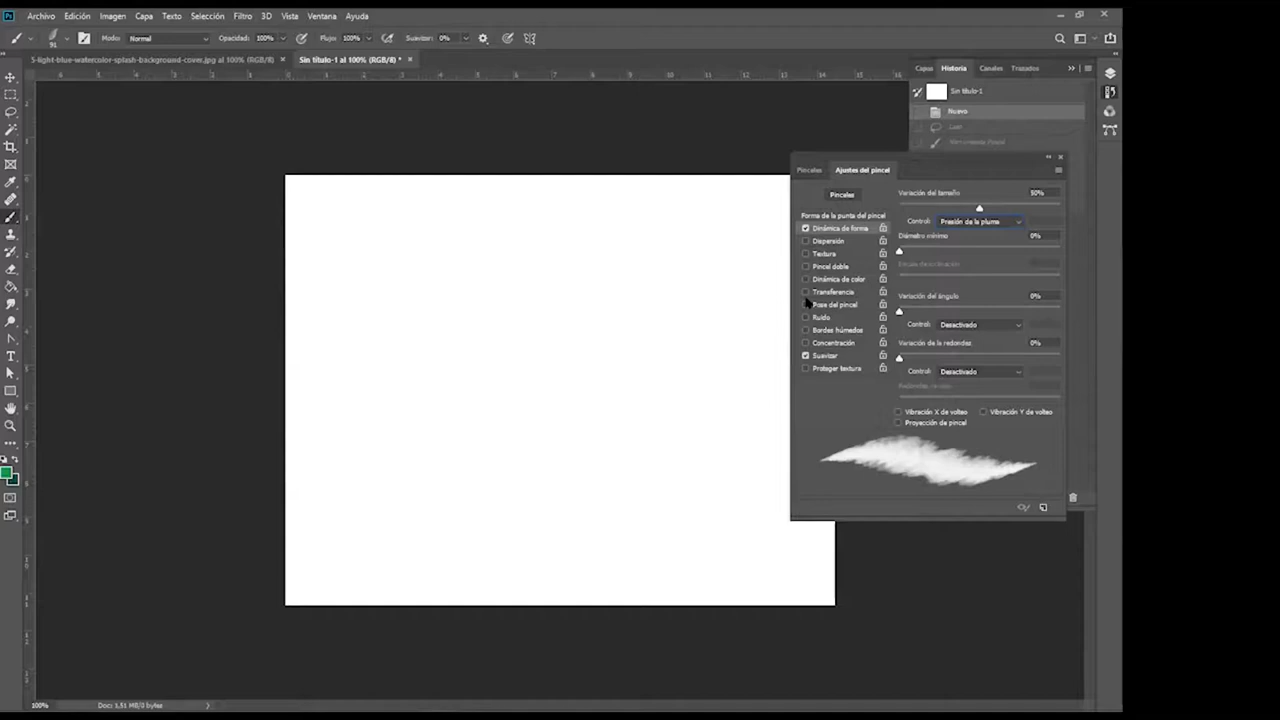 Archivo Edición Imagen Capa Texto Selección Filtro 3D Vista Ventana Ayuda
91 Modo: Normal Opacidad: 100% Flujo: 100% Suavizar: 0%
5-light-blue-watercolor-splash-background-cover.jpg al 100% (RGB/8) Sin título-1 al 100% (RGB/8) *
Capas Historia Canales Trazados
Sin título-1
Nuevo
Lazo
Herramienta Pincel
Pinceles Ajustes del pincel
Pinceles
Variación del tamaño 50%
Forma de la punta del pincel
Control: Presión de la pluma
Dinámica de forma
Diámetro mínimo 0%
Dispersión
Textura
Pincel doble
Dinámica de color
Transferencia
Variación del ángulo 0%
Pose del pincel
Ruido
Control: Desactivado
Bordes húmedos
Concentración
Variación de la redondez 0%
Suavizar
Proteger textura
Control: Desactivado
Vibración X de volteo Vibración Y de volteo
Proyección de pincel
100% Doc: 1,51 MB/0 bytes